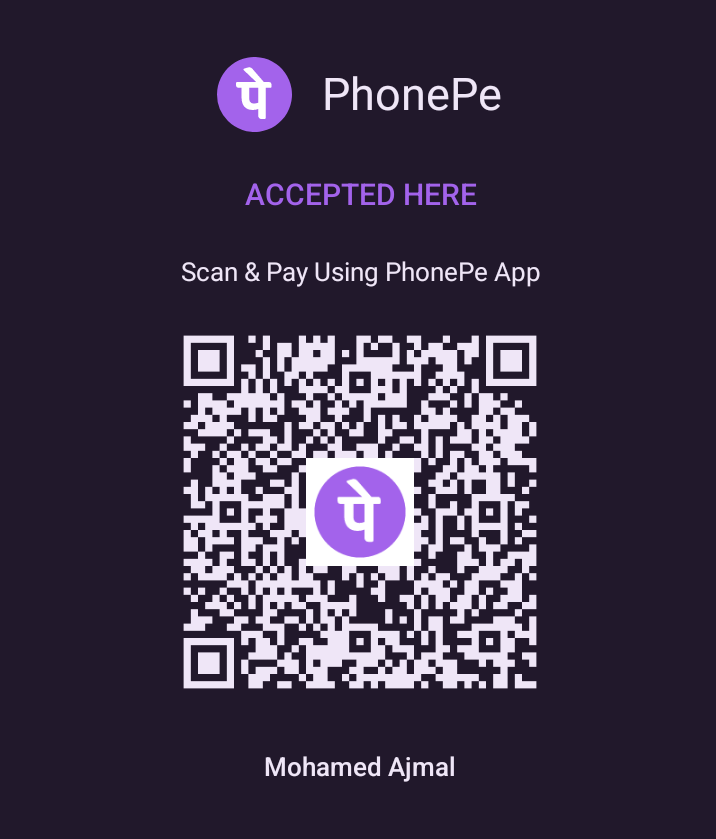 पे PhonePe
ACCEPTED HERE
Scan & Pay Using PhonePe App
पे
Mohamed Ajmal